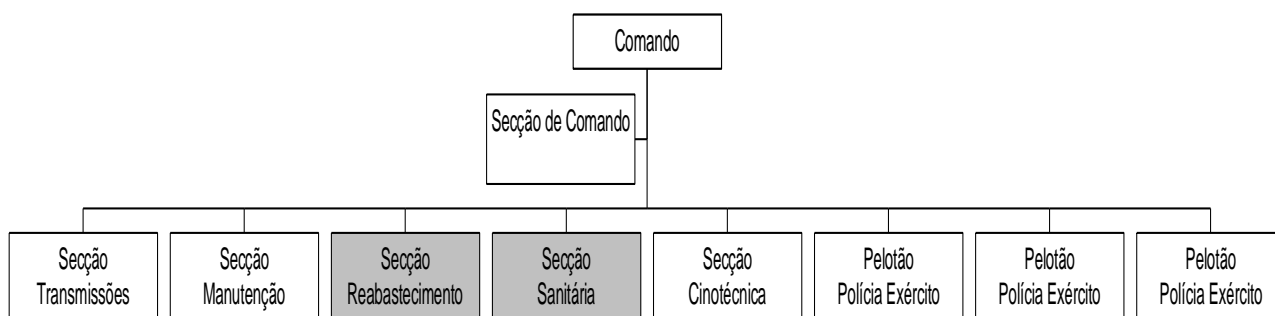 Comando
Secção de Comando
Secção
Transmissões
Secção
Manutenção
Secção
Reabastecimento
Secção
Sanitária
Secção
Cinotécnica
Pelotão
Polícia Exército
Pelotão
Polícia Exército
Pelotão
Polícia Exército